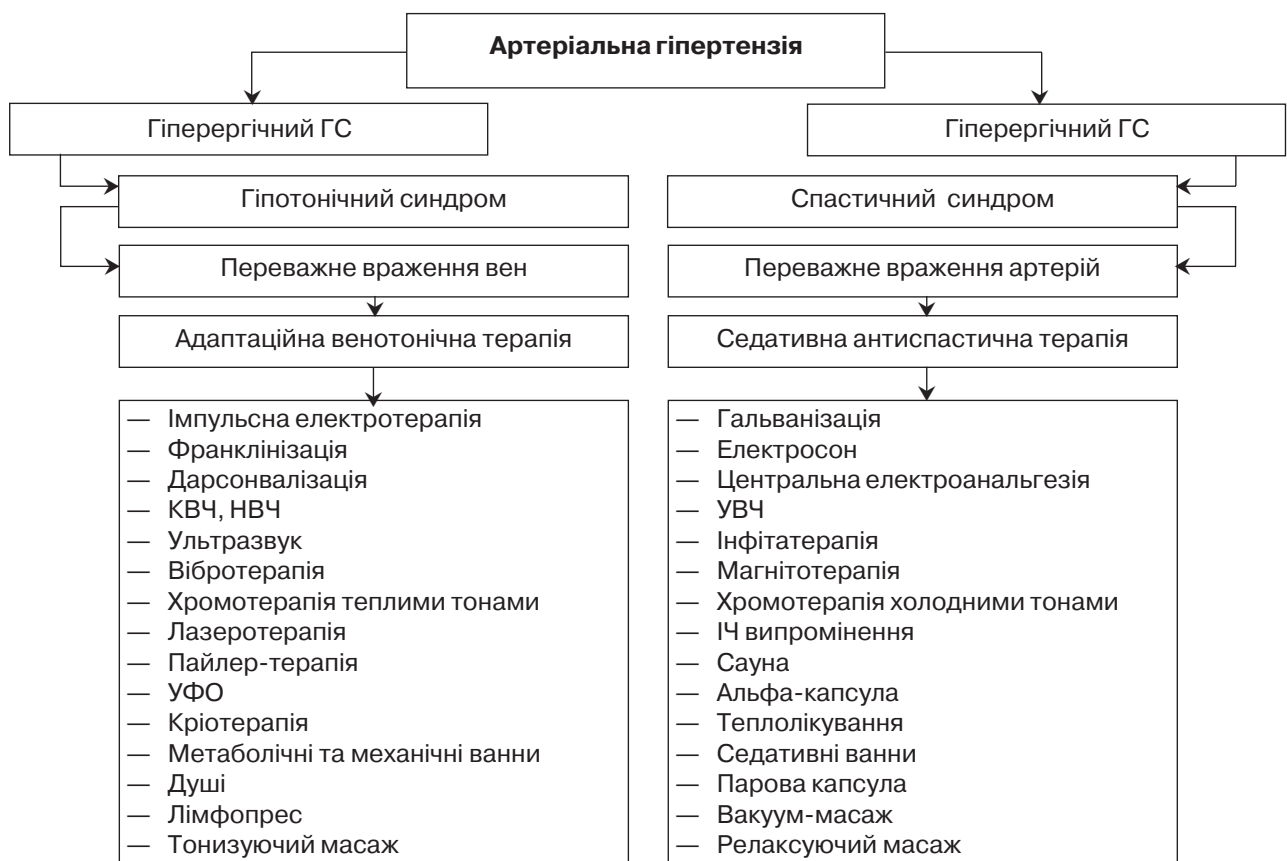 Артеріальна гіпертензія
Гіперергічний ГС
Гіпотонічний синдром
Переважне враження вен
Адаптаційна венотонічна терапія
— Імпульсна електротерапія
— Франклінізація
— Дарсонвалізація
— КВЧ, НВЧ
— Ультразвук
— Вібротерапія
— Хромотерапія теплими тонами
— Лазеротерапія
— Пайлер-терапія
— УФО
— Кріотерапія
— Метаболічні та механічні ванни
— Душі
— Лімфопрес
— Тонизуючий масаж
Гіперергічний ГС
Спастичний синдром
Переважне враження артерій
Седативна антиспастична терапія
— Гальванізація
— Електросон
— Центральна електроанальгезія
— УВЧ
— Інфітатерапія
— Магнітотерапія
— Хромотерапія холодними тонами
— ІЧ випромінення
— Сауна
— Альфа-капсула
— Теплолікування
— Седативні ванни
— Парова капсула
— Вакуум-масаж
— Релаксуючий масаж